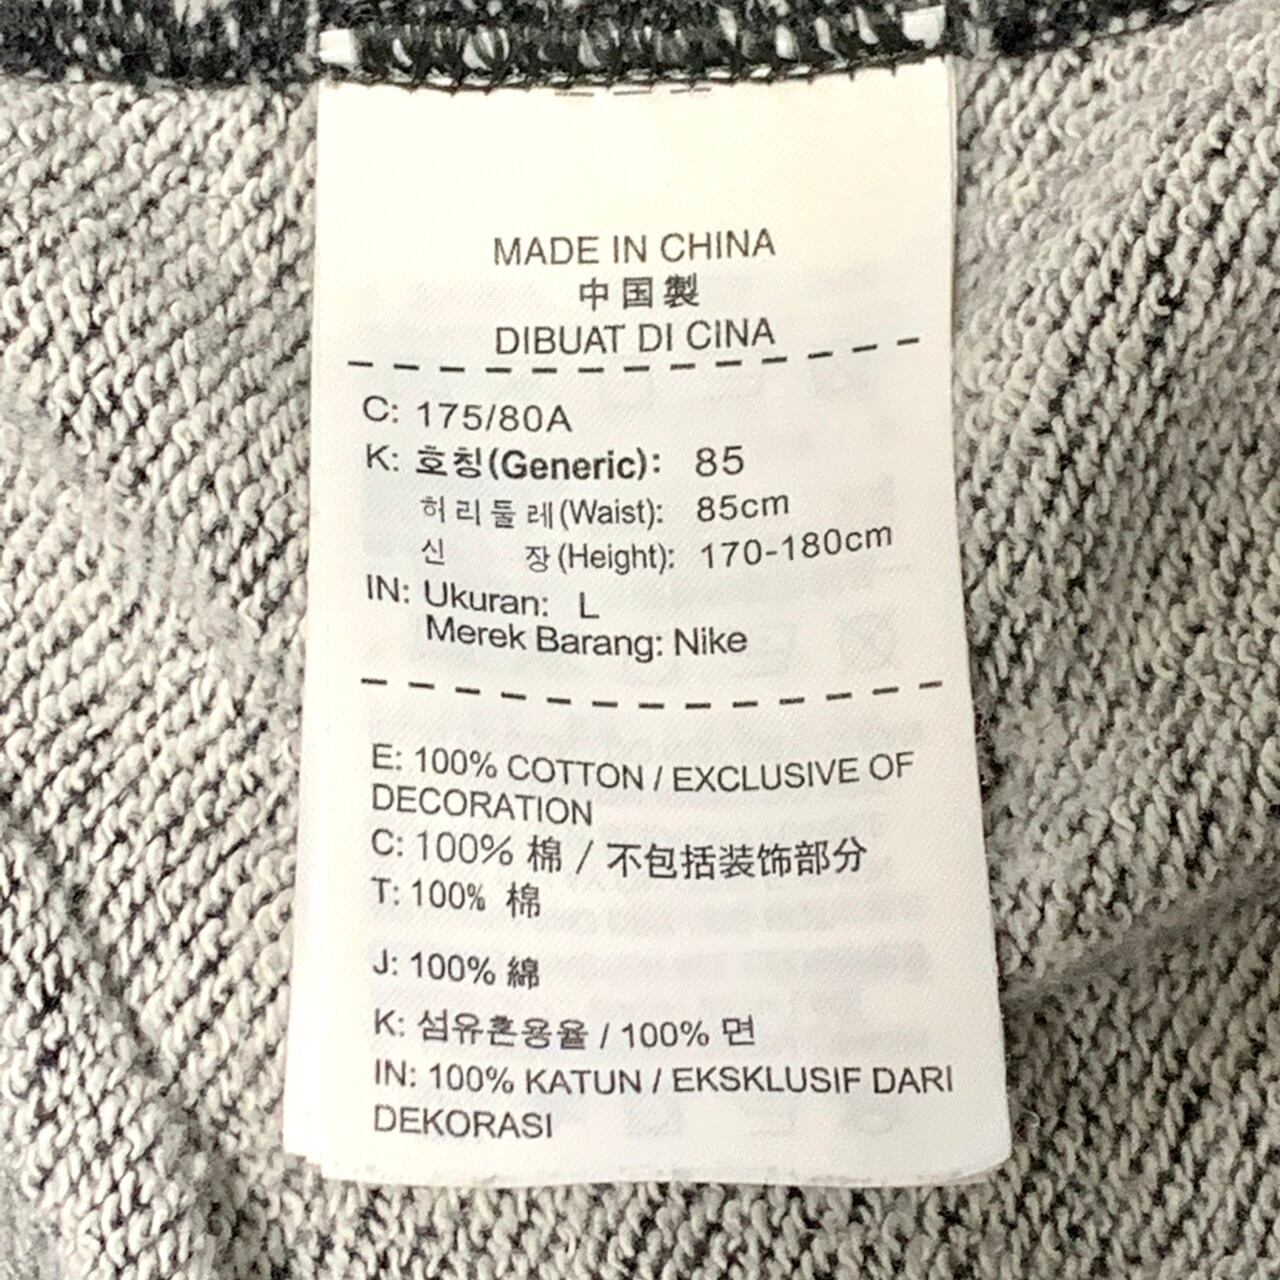 MADE IN CHINA
中国製
DIBUAT DI CINA
C: 175/80A
K: 호칭(Generic): 85
허리둘레(Waist): 85cm
신 장(Height): 170-180cm
IN: Ukuran: L
Merek Barang: Nike
E: 100% COTTON / EXCLUSIVE OF
DECORATION
C: 100% 棉 / 不包括装饰部分
T: 100% 棉
J: 100% 綿
K: 섬유혼용율 / 100% 면
IN: 100% KATUN / EKSKLUSIF DARI
DEKORASI